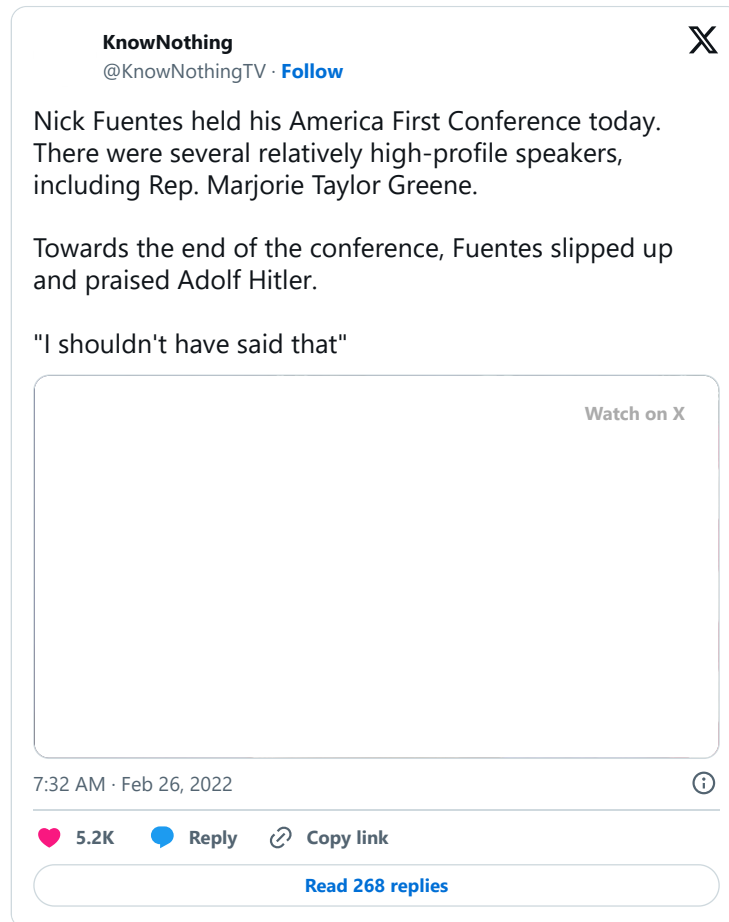 KnowNothing
@KnowNothingTV · Follow
Nick Fuentes held his America First Conference today.
There were several relatively high-profile speakers,
including Rep. Marjorie Taylor Greene.
Towards the end of the conference, Fuentes slipped up
and praised Adolf Hitler.
"I shouldn't have said that"
Watch on X
7:32 AM · Feb 26, 2022
5.2K Reply Copy link
Read 268 replies